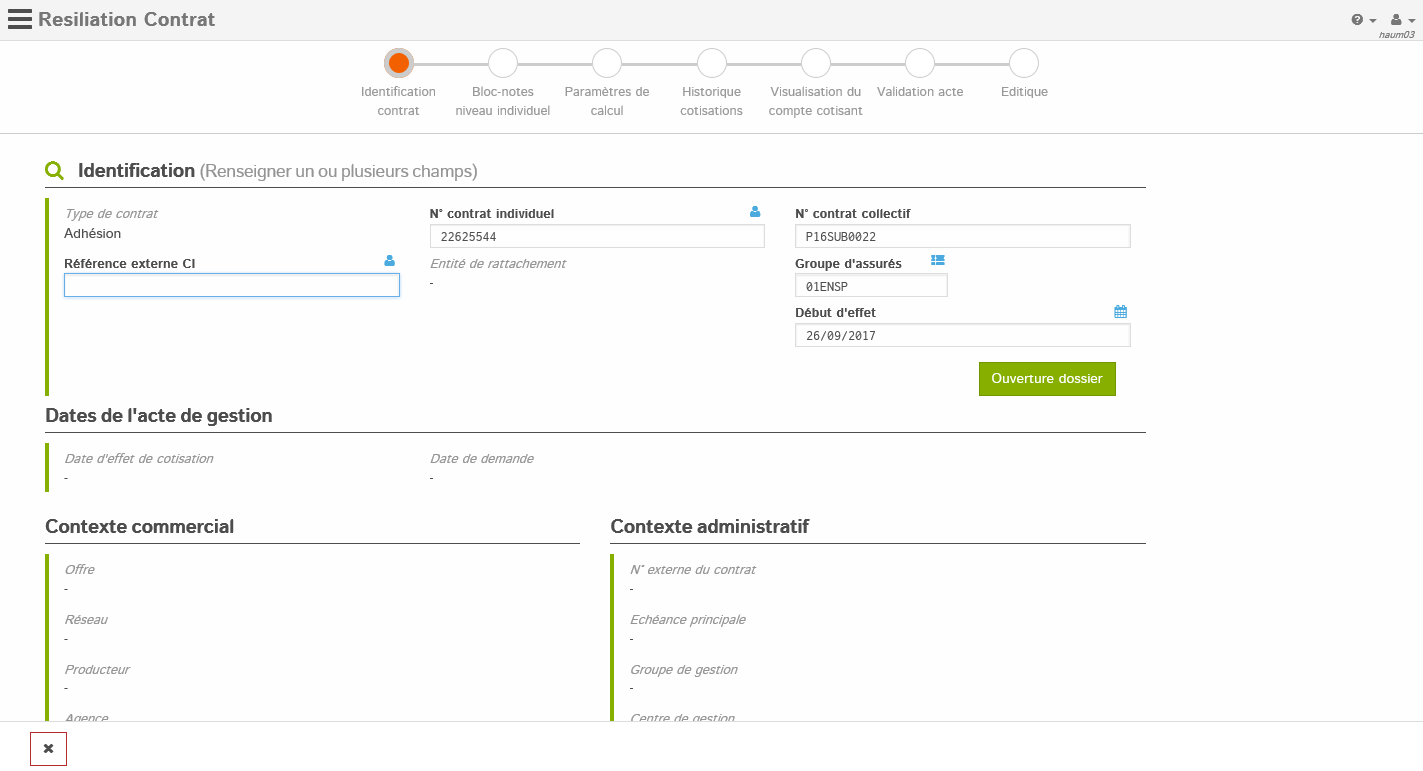 Resiliation Contrat
haum03
Identification contrat
Bloc-notes niveau individuel
Paramètres de calcul
Historique cotisations
Visualisation du compte cotisant
Validation acte
Editique
Identification (Renseigner un ou plusieurs champs)
Type de contrat
Adhésion
N° contrat individuel
22625544
N° contrat collectif
P16SUB0022
Référence externe CI
Entité de rattachement
-
Groupe d'assurés
01ENSP
Début d'effet
26/09/2017
Ouverture dossier
Dates de l'acte de gestion
Date d'effet de cotisation
-
Date de demande
-
Contexte commercial
Offre
-
Réseau
-
Producteur
-
Agence
Contexte administratif
N° externe du contrat
-
Echéance principale
-
Groupe de gestion
-
Centre de gestion